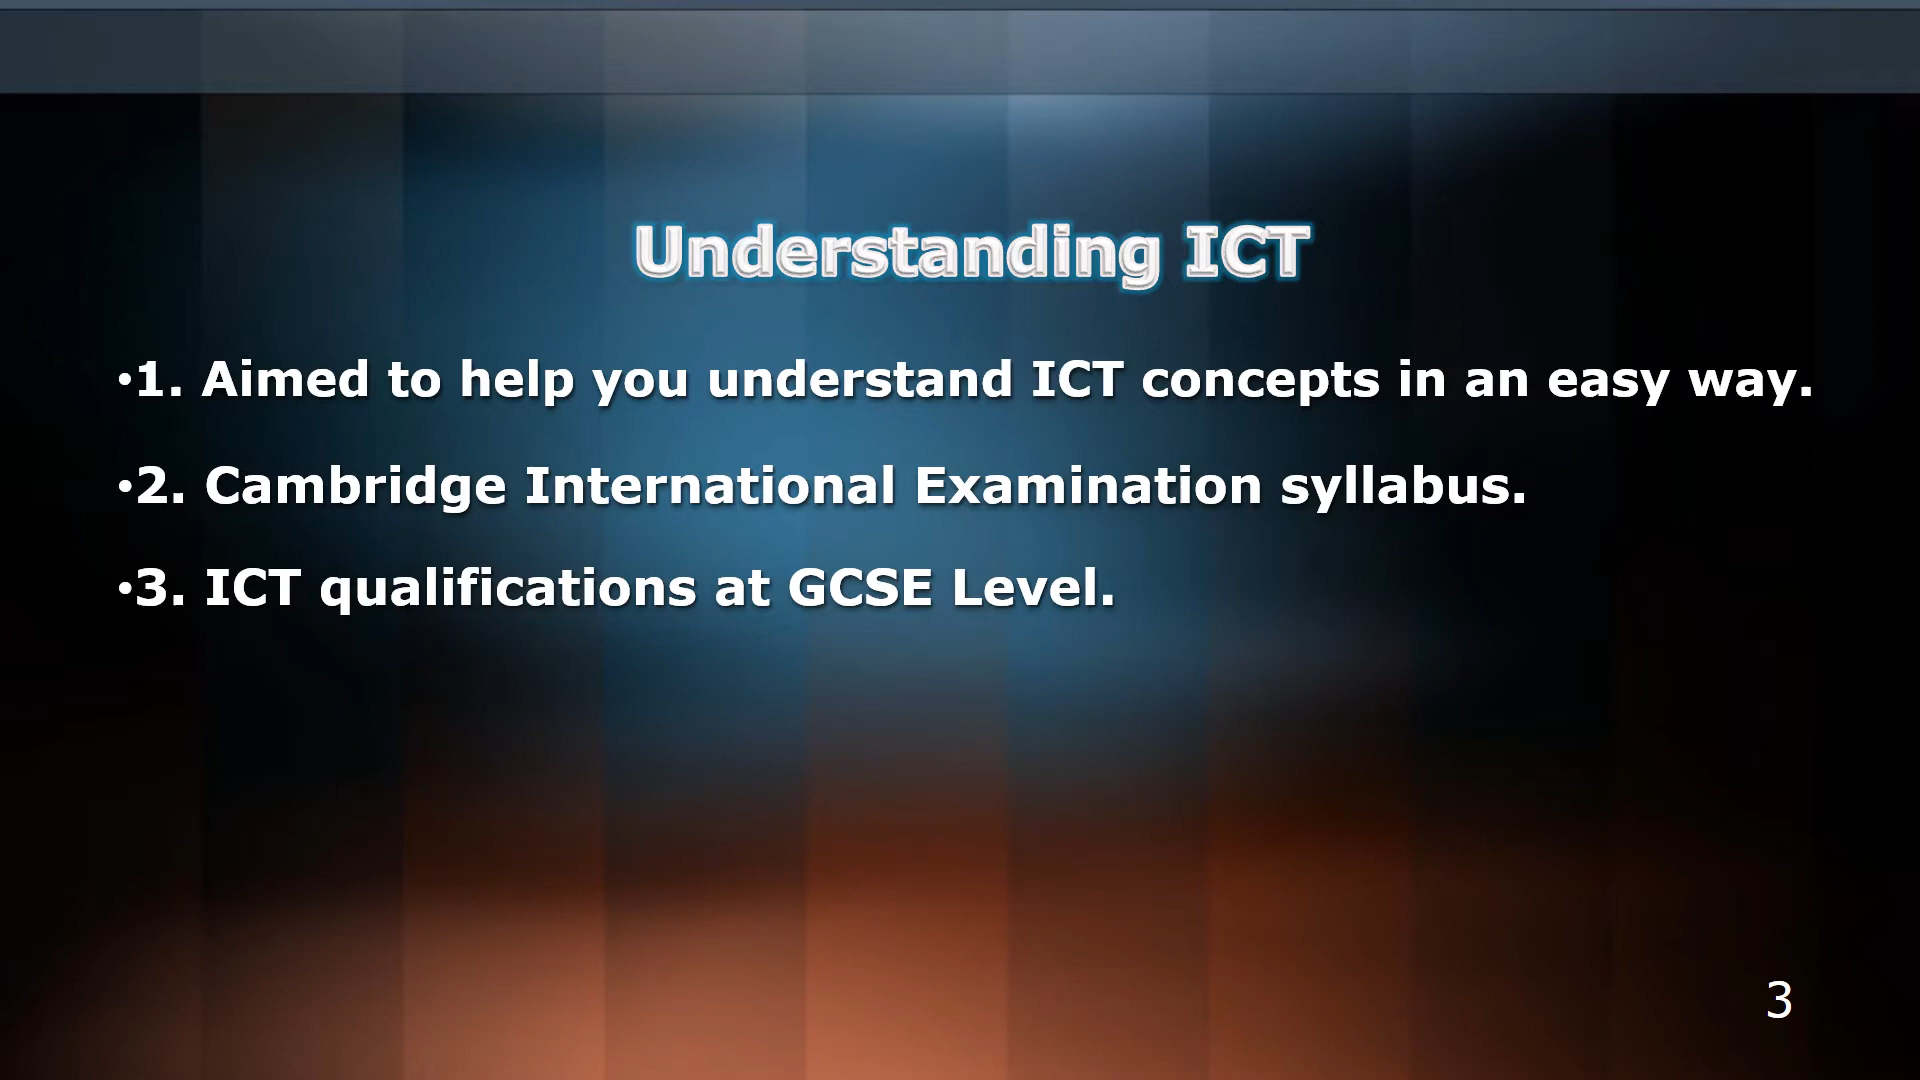 Understanding ICT
•1. Aimed to help you understand ICT concepts in an easy way.
•2. Cambridge International Examination syllabus.
•3. ICT qualifications at GCSE Level.
3